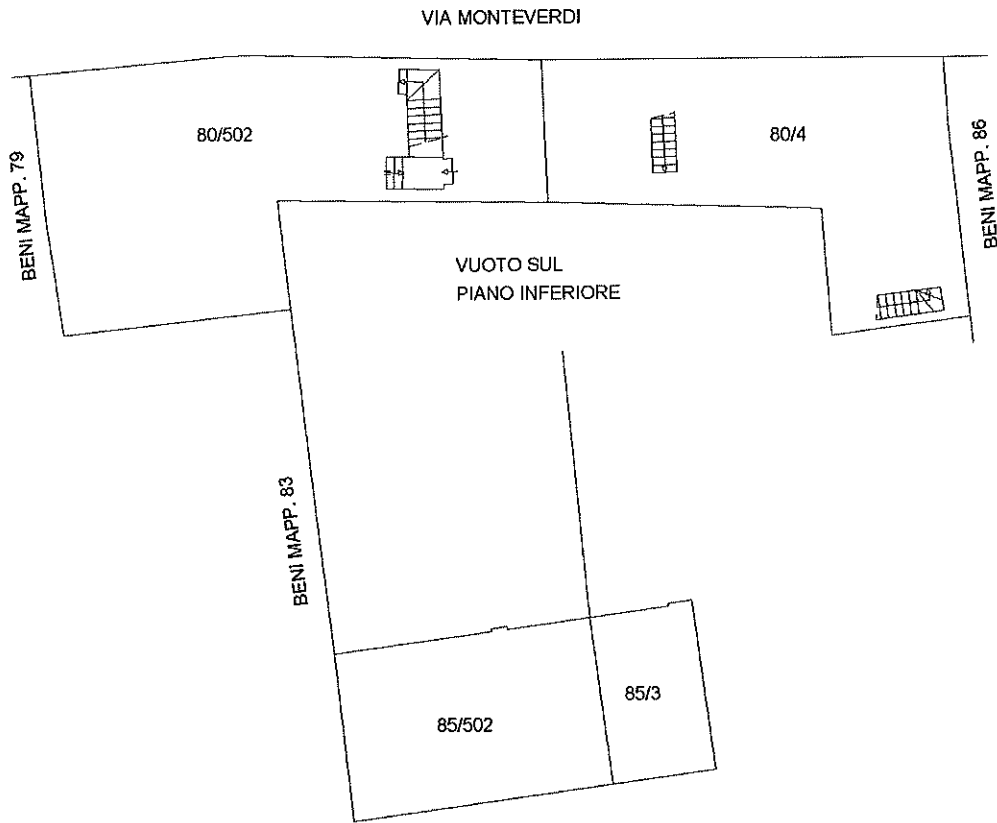 VIA MONTEVERDI
80/502
80/4
BENI MAPP. 79
BENI MAPP. 86
VUOTO SUL
PIANO INFERIORE
BENI MAPP. 83
85/502
85/3